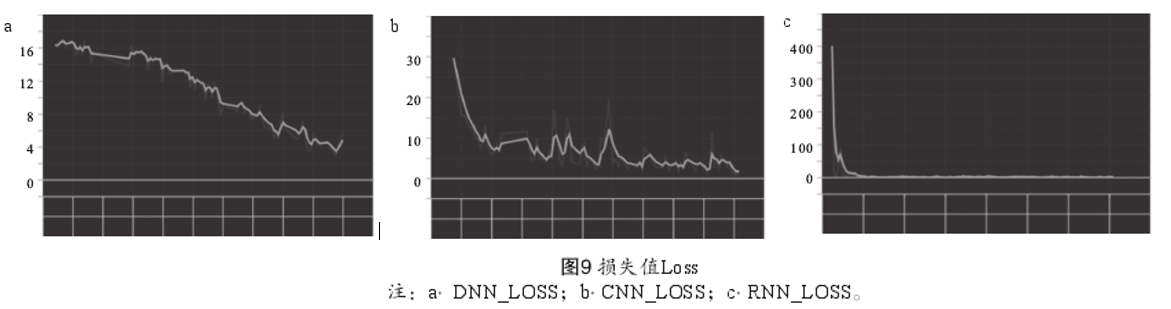 a
16
12
8
4
0
b
30
20
10
0
c
400
300
200
100
0
图9 损失值Loss
注：a· DNN_LOSS；b· CNN_LOSS；c· RNN_LOSS。